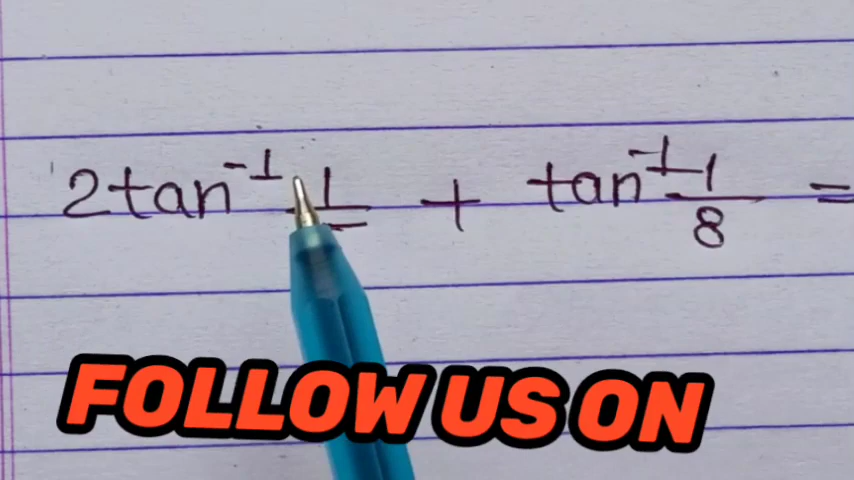 2tan⁻¹ 1/ + tan⁻¹ 1/8 =
FOLLOW US ON